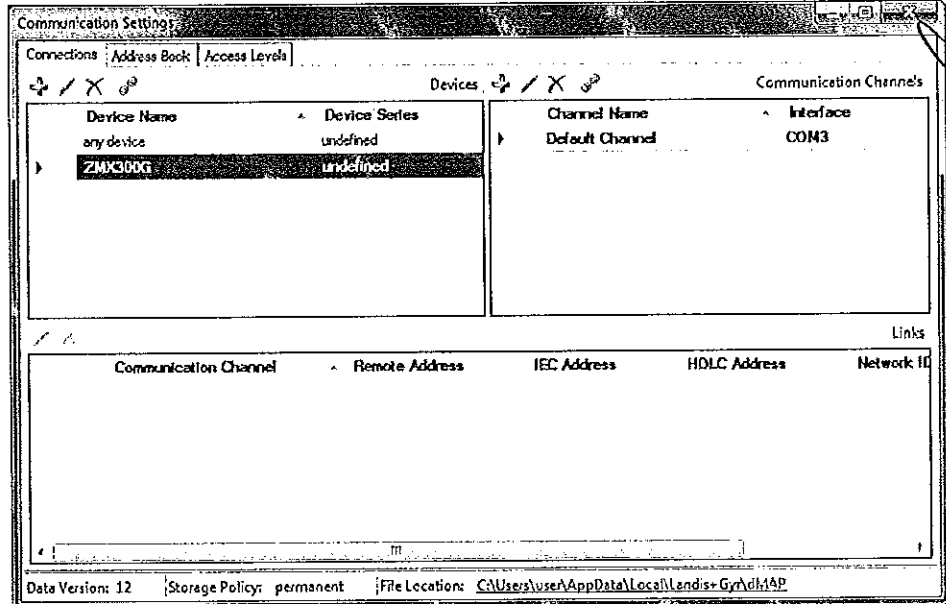 Communication Settings
Connections Address Book Access Levels
Devices
Communication Channels
Device Name Device Series
any device undefined
ZMX300G undefined
Channel Name Interface
Default Channel COM3
Links
Communication Channel Remote Address IEC Address HDLC Address Network ID
Data Version: 12 Storage Policy: permanent File Location: C:\Users\user\AppData\Local\Landis+Gyr\dMAP